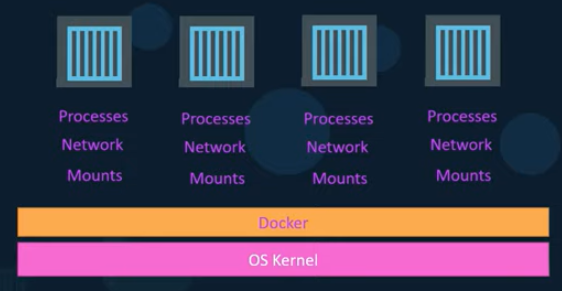 Processes Processes Processes Processes
Network Network Network Network
Mounts Mounts Mounts Mounts
Docker
OS Kernel